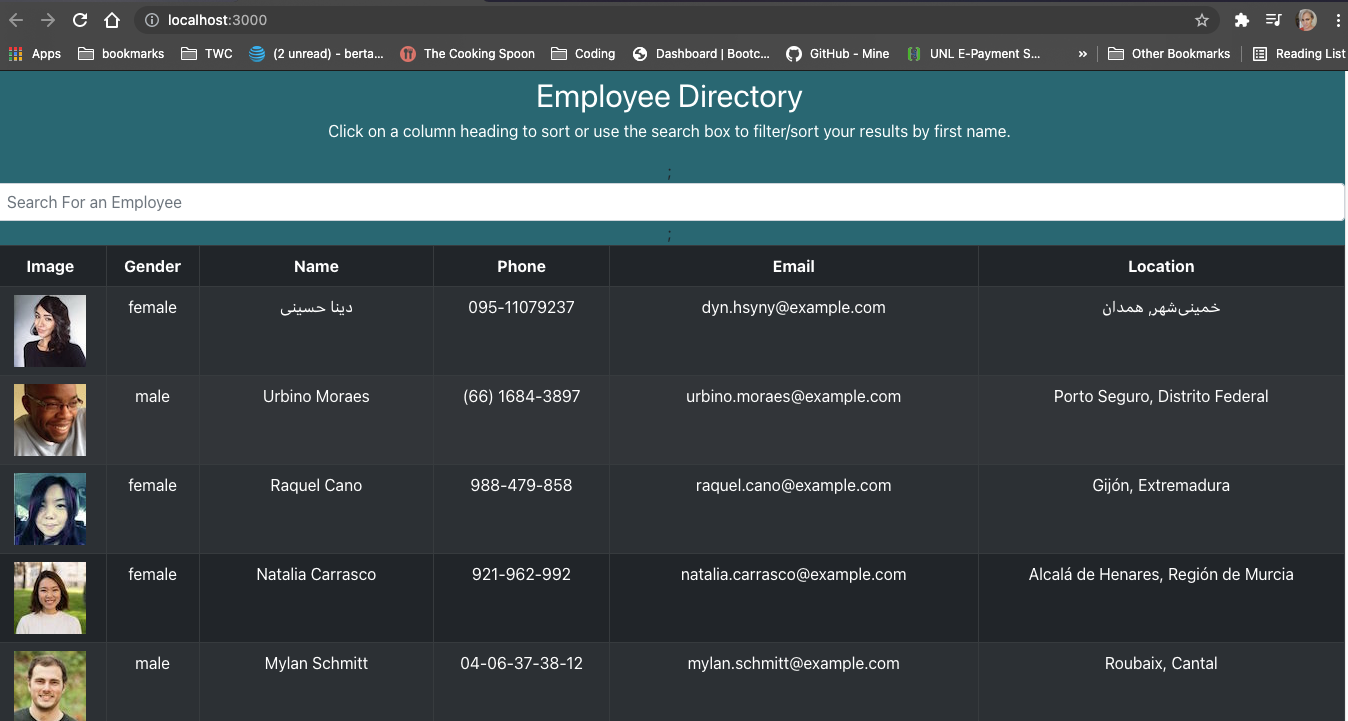 localhost:3000
Apps bookmarks TWC (2 unread) - berta... The Cooking Spoon Coding Dashboard | Bootc... GitHub - Mine UNL E-Payment S... » Other Bookmarks Reading List
Employee Directory
Click on a column heading to sort or use the search box to filter/sort your results by first name.
;
Search For an Employee
;
Image Gender Name Phone Email Location
female دینا حسینی 095-11079237 dyn.hsyny@example.com خمینی‌شهر, همدان
male Urbino Moraes (66) 1684-3897 urbino.moraes@example.com Porto Seguro, Distrito Federal
female Raquel Cano 988-479-858 raquel.cano@example.com Gijón, Extremadura
female Natalia Carrasco 921-962-992 natalia.carrasco@example.com Alcalá de Henares, Región de Murcia
male Mylan Schmitt 04-06-37-38-12 mylan.schmitt@example.com Roubaix, Cantal